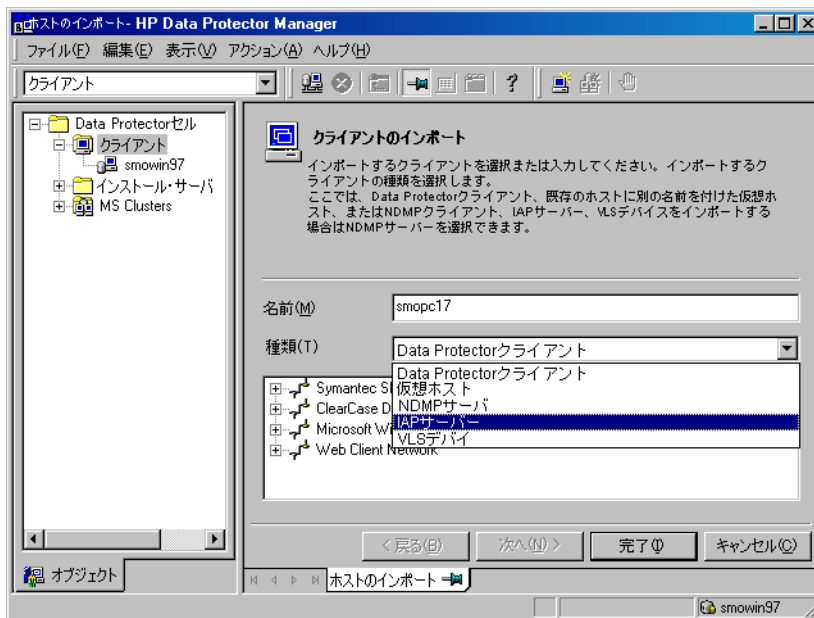 ホストのインポート- HP Data Protector Manager
ファイル(F) 編集(E) 表示(V) アクション(A) ヘルプ(H)
クライアント
Data Protectorセル
クライアント
smowin97
インストール・サーバ
MS Clusters
オブジェクト
クライアントのインポート
インポートするクライアントを選択または入力してください。インポートするク
ライアントの種類を選択します。
ここでは、Data Protectorクライアント、既存のホストに別の名前を付けた仮想ホ
スト、またはNDMPクライアント、IAPサーバー、VLSデバイスをインポートする
場合はNDMPサーバーを選択できます。
名前(M)
smopc17
種類(T)
Data Protectorクライアント
Data Protectorクライアント
仮想ホスト
NDMPサーバ
IAPサーバー
VLSデバイ
Symantec S
ClearCase D
Microsoft Wi
Web Client Network
< 戻る(B)
次へ(N) >
完了(I)
キャンセル(C)
ホストのインポート
smowin97